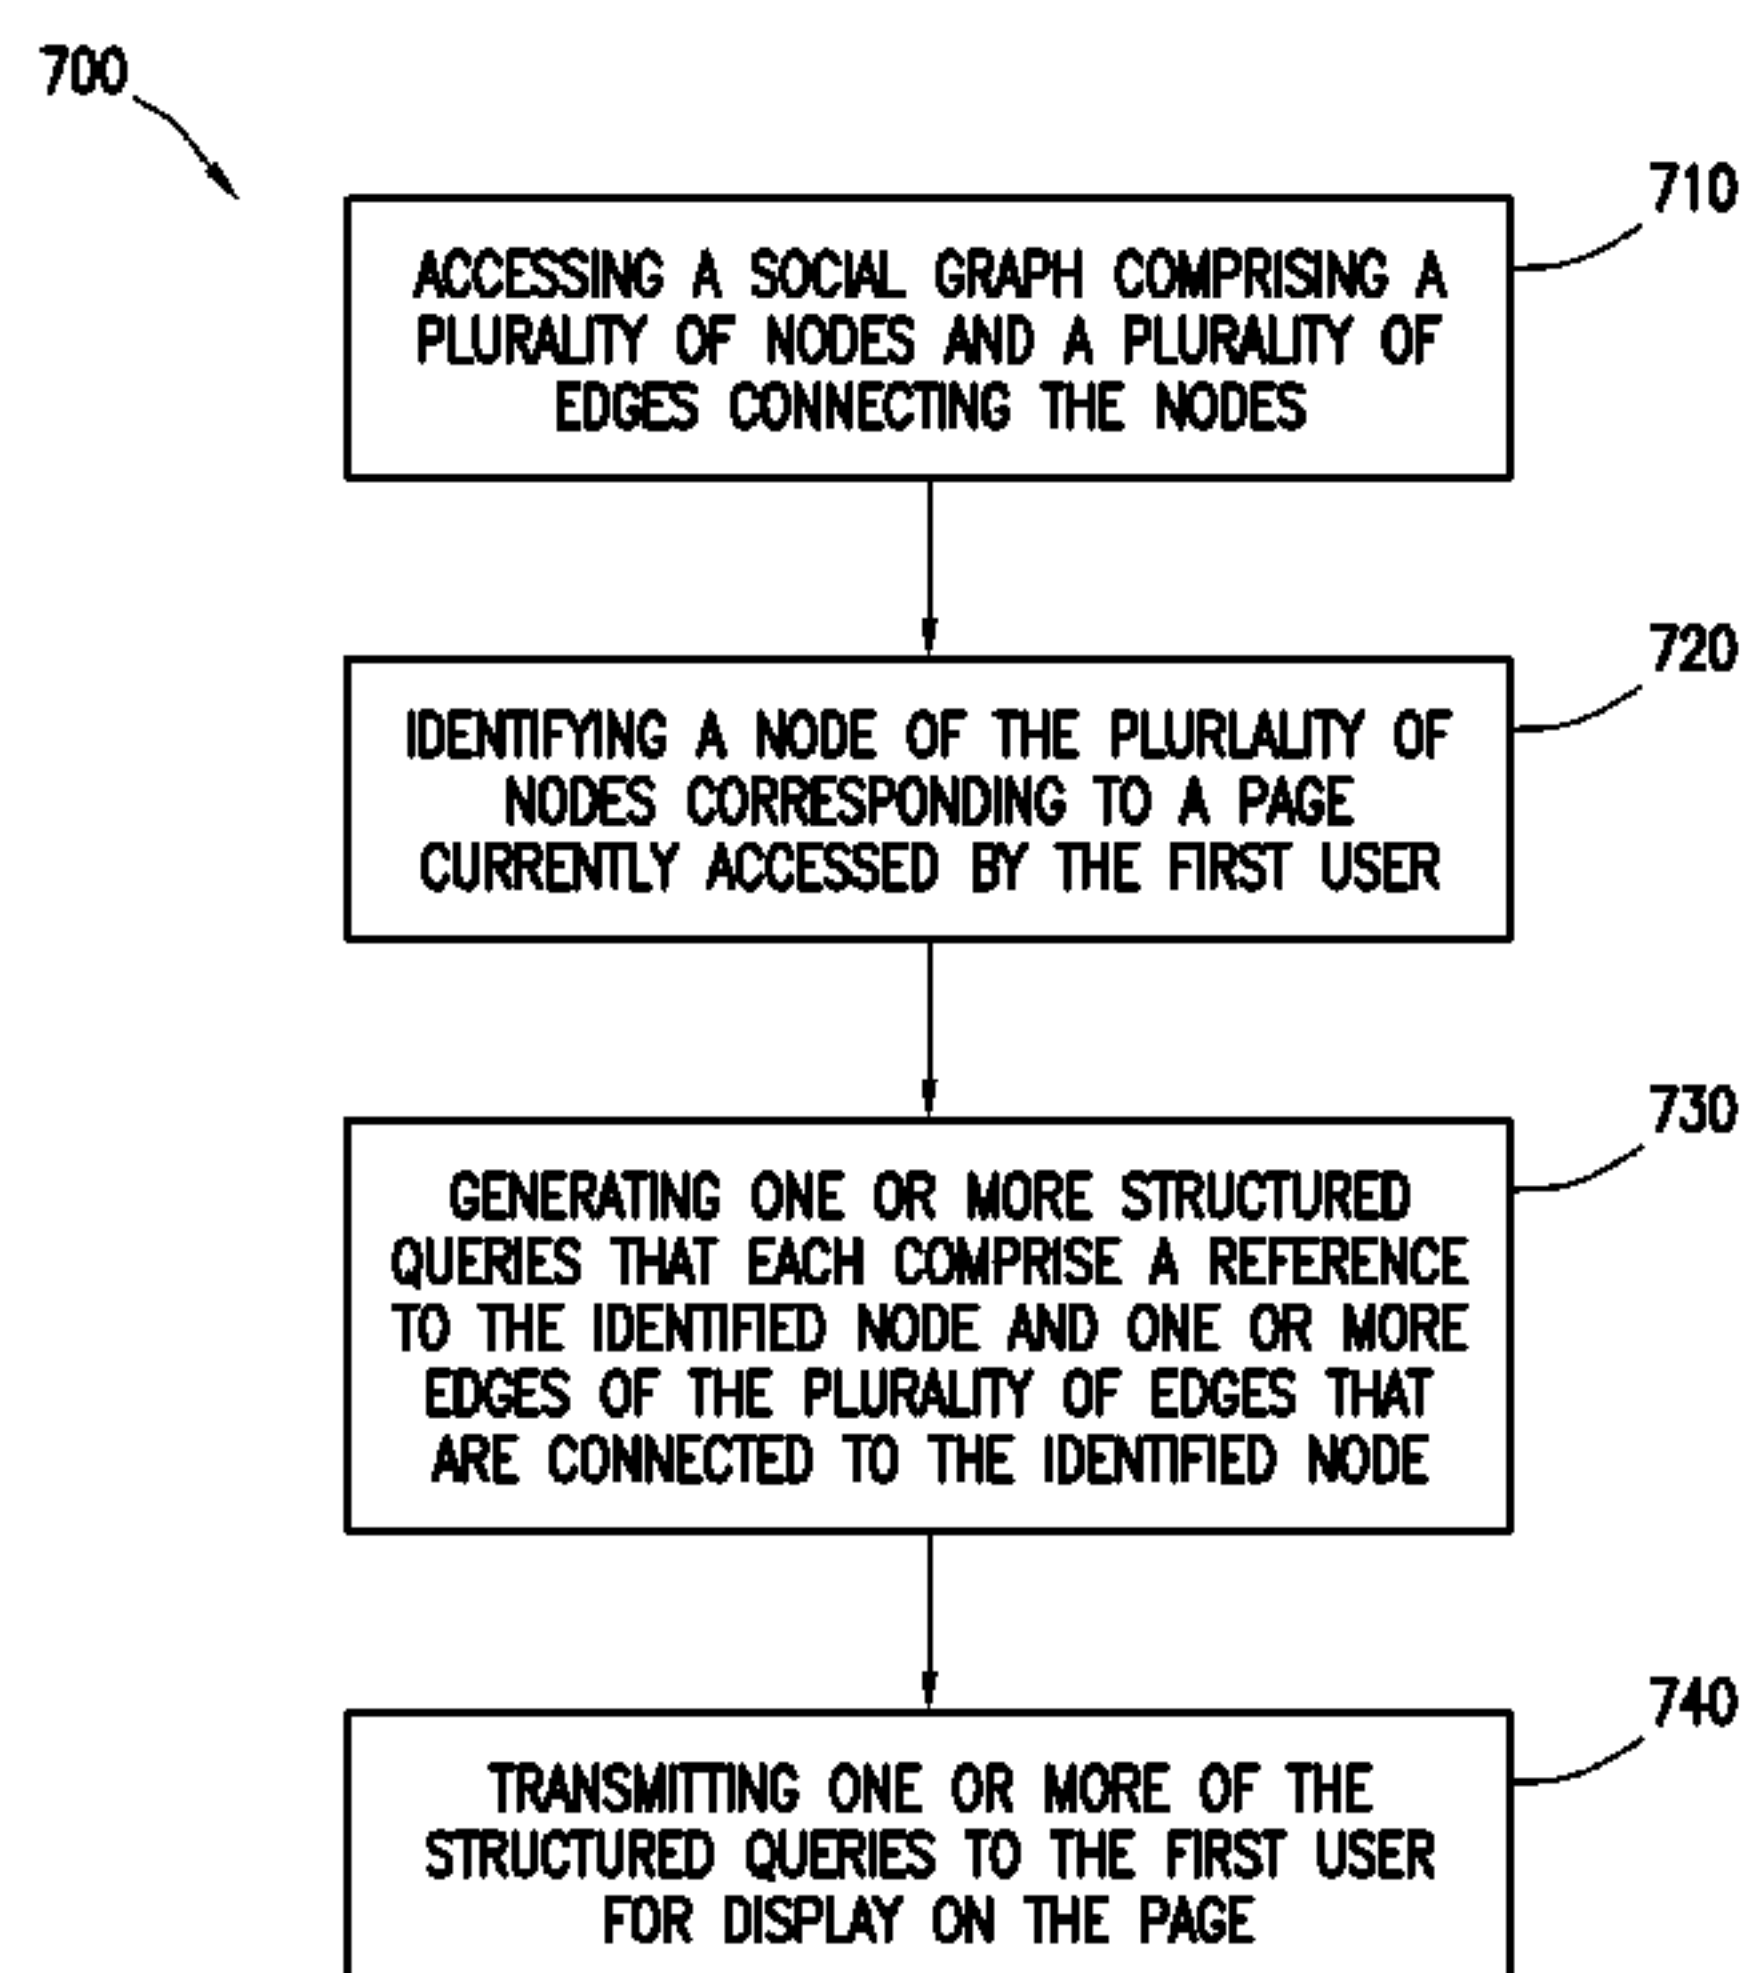 700
710
ACCESSING A SOCIAL GRAPH COMPRISING A
PLURALITY OF NODES AND A PLURALITY OF
EDGES CONNECTING THE NODES
720
IDENTIFYING A NODE OF THE PLURLALITY OF
NODES CORRESPONDING TO A PAGE
CURRENTLY ACCESSED BY THE FIRST USER
730
GENERATING ONE OR MORE STRUCTURED
QUERIES THAT EACH COMPRISE A REFERENCE
TO THE IDENTIFIED NODE AND ONE OR MORE
EDGES OF THE PLURALITY OF EDGES THAT
ARE CONNECTED TO THE IDENTIFIED NODE
740
TRANSMITTING ONE OR MORE OF THE
STRUCTURED QUERIES TO THE FIRST USER
FOR DISPLAY ON THE PAGE